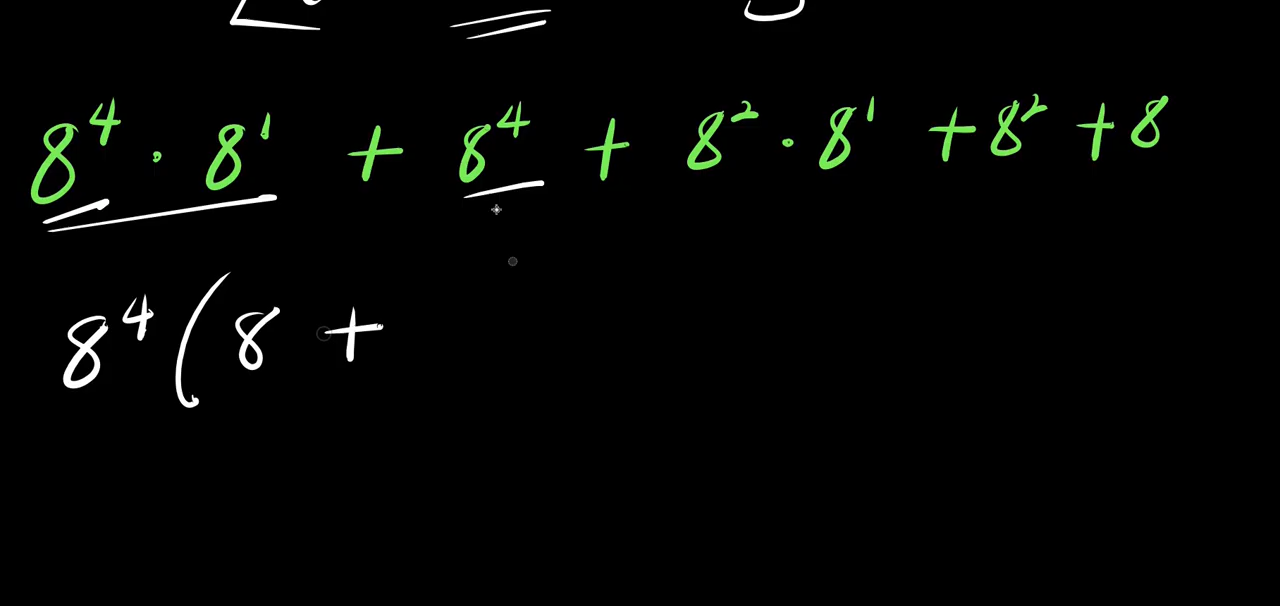 8⁴ · 8¹ + 8⁴ + 8² · 8¹ + 8² + 8
8⁴ ( 8 +